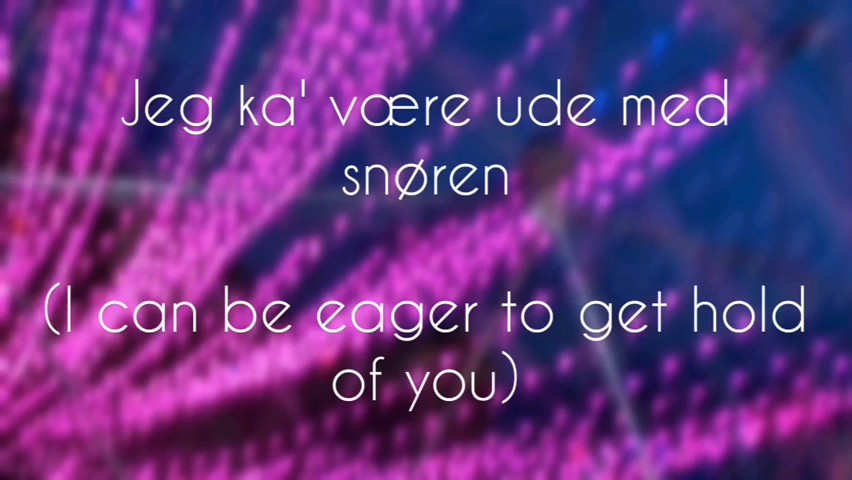 Jeg ka' være ude med
snøren
(I can be eager to get hold
of you)